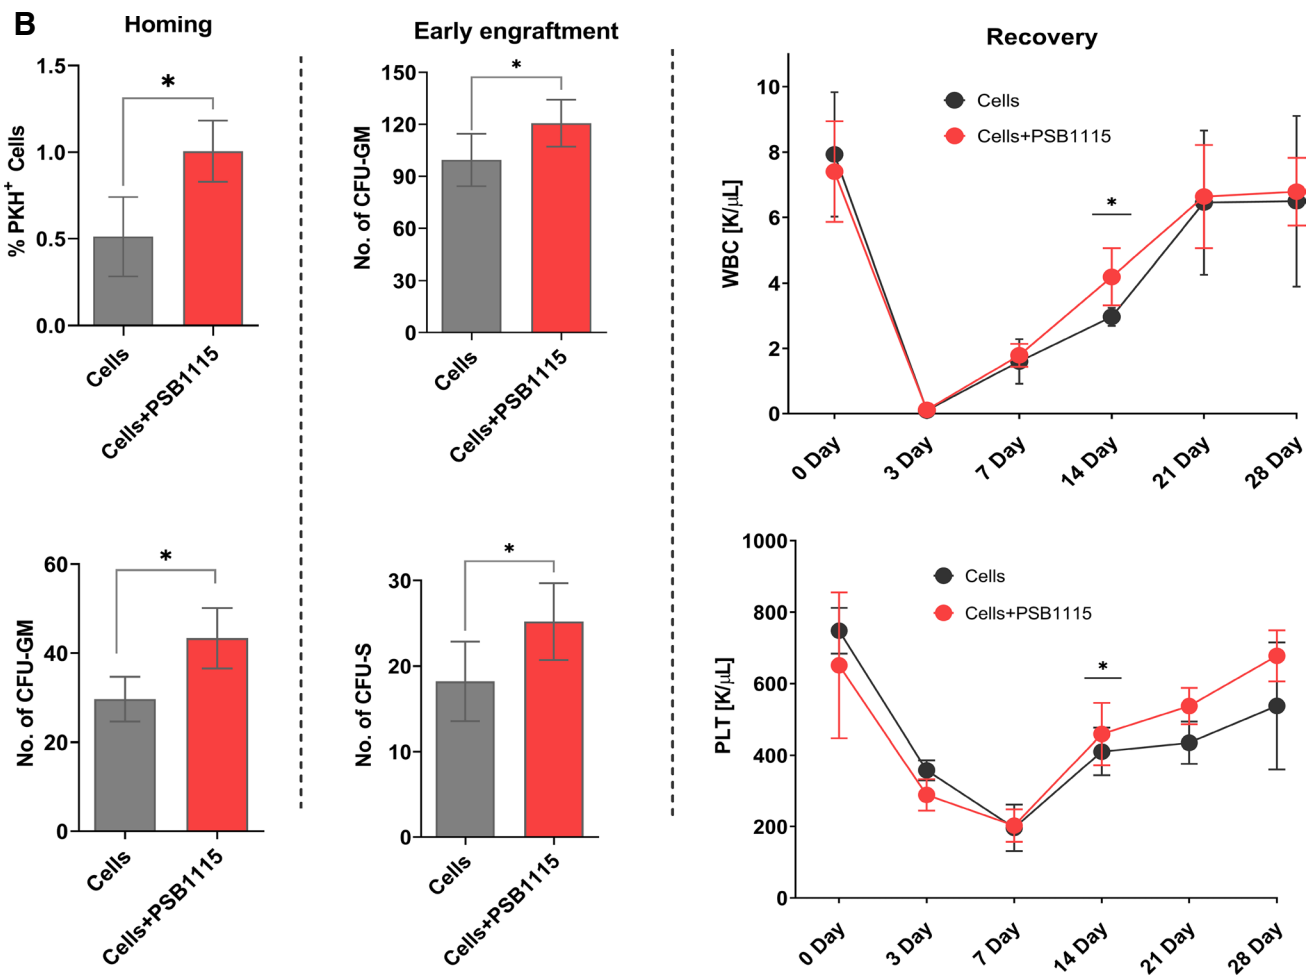 B
Homing
Early engraftment
Recovery
% PKH+ Cells
1.5
1.0
0.5
0.0
*
Cells
Cells+PSB1115
No. of CFU-GM
150
120
90
60
30
0
*
Cells
Cells+PSB1115
WBC [K/μL]
10
8
6
4
2
0
Cells
Cells+PSB1115
*
0 Day
3 Day
7 Day
14 Day
21 Day
28 Day
No. of CFU-GM
60
40
20
0
*
Cells
Cells+PSB1115
No. of CFU-S
30
20
10
0
*
Cells
Cells+PSB1115
PLT [K/μL]
1000
800
600
400
200
0
Cells
Cells+PSB1115
*
0 Day
3 Day
7 Day
14 Day
21 Day
28 Day